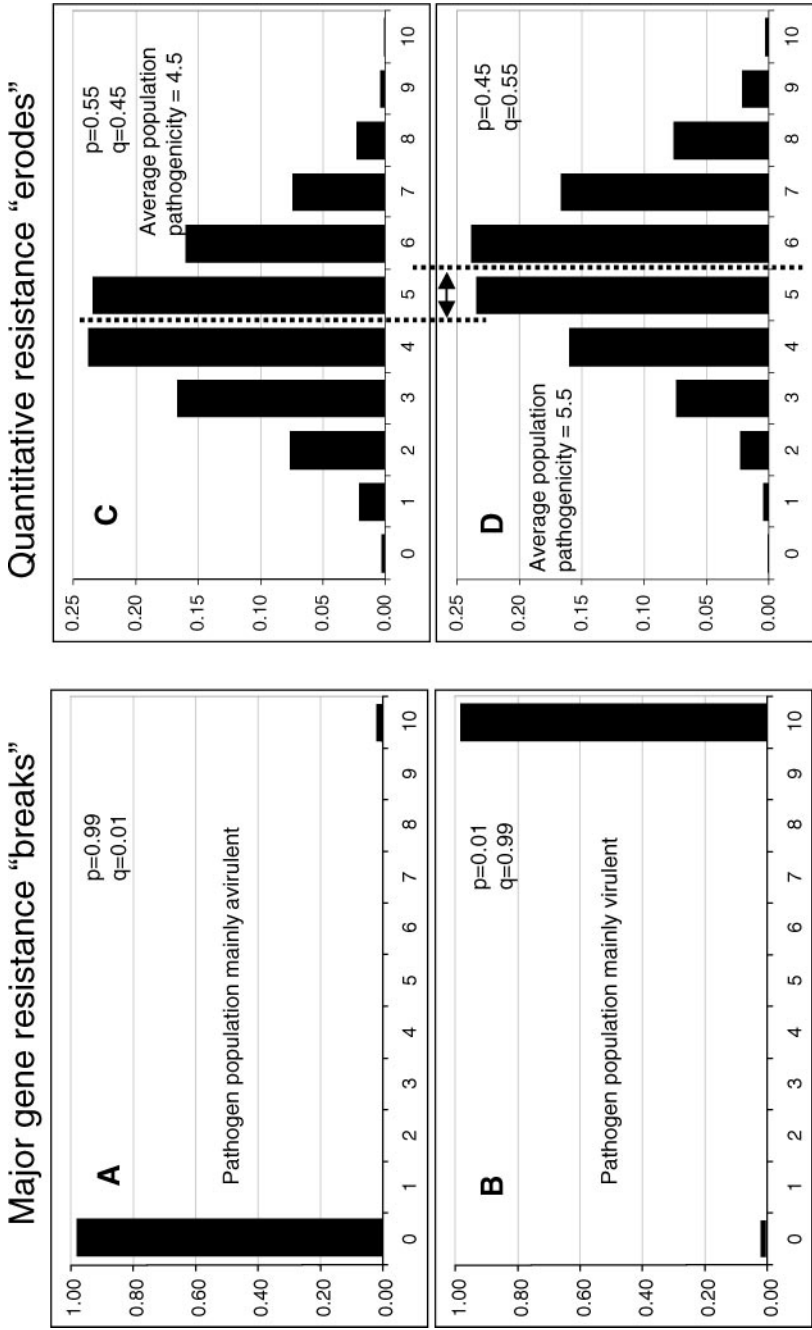 Major gene resistance “breaks”
A
p=0.99
q=0.01
Pathogen population mainly avirulent
1.00
0.80
0.60
0.40
0.20
0.00
0 1 2 3 4 5 6 7 8 9 10
B
p=0.01
q=0.99
Pathogen population mainly virulent
1.00
0.80
0.60
0.40
0.20
0.00
0 1 2 3 4 5 6 7 8 9 10
Quantitative resistance “erodes”
C
p=0.55
q=0.45
Average population
pathogenicity = 4.5
0.25
0.20
0.15
0.10
0.05
0.00
0 1 2 3 4 5 6 7 8 9 10
D
p=0.45
q=0.55
Average population
pathogenicity = 5.5
0.25
0.20
0.15
0.10
0.05
0.00
0 1 2 3 4 5 6 7 8 9 10